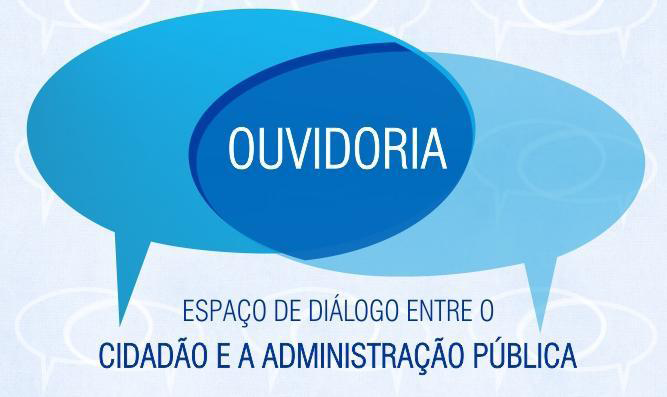 OUVIDORIA
ESPAÇO DE DIÁLOGO ENTRE O
CIDADÃO E A ADMINISTRAÇÃO PÚBLICA